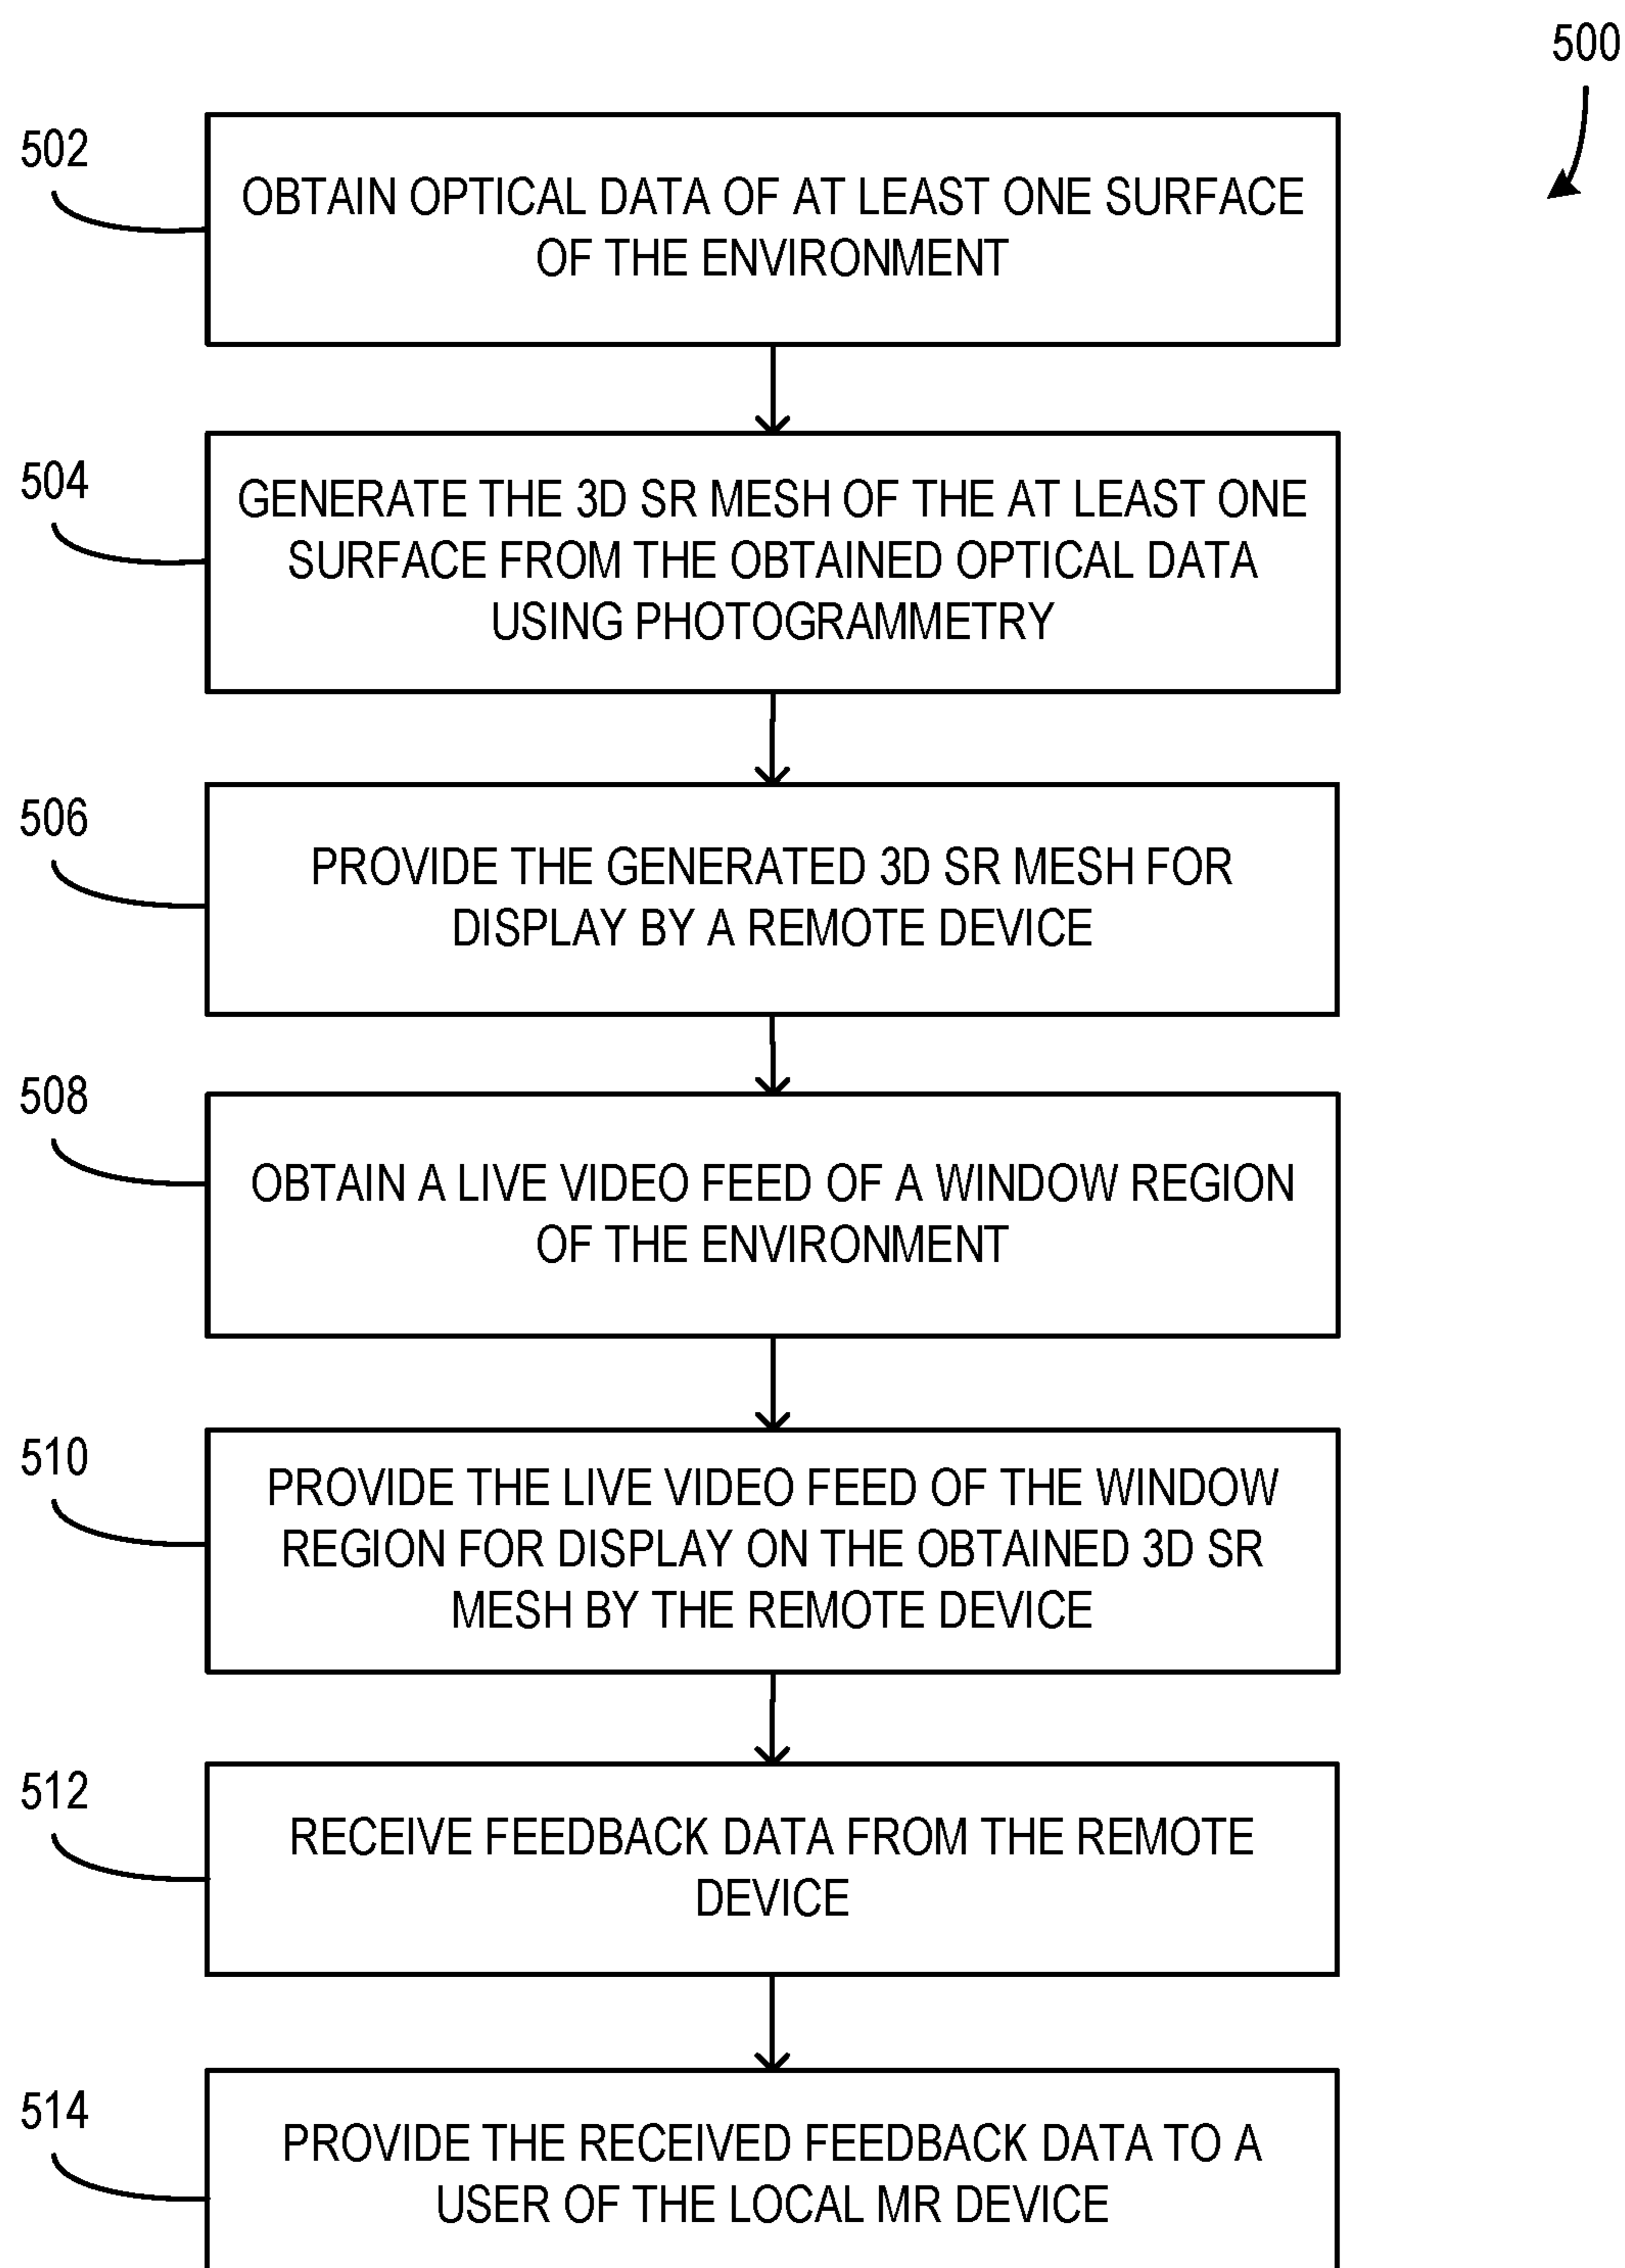 500
502
OBTAIN OPTICAL DATA OF AT LEAST ONE SURFACE
OF THE ENVIRONMENT
504
GENERATE THE 3D SR MESH OF THE AT LEAST ONE
SURFACE FROM THE OBTAINED OPTICAL DATA
USING PHOTOGRAMMETRY
506
PROVIDE THE GENERATED 3D SR MESH FOR
DISPLAY BY A REMOTE DEVICE
508
OBTAIN A LIVE VIDEO FEED OF A WINDOW REGION
OF THE ENVIRONMENT
510
PROVIDE THE LIVE VIDEO FEED OF THE WINDOW
REGION FOR DISPLAY ON THE OBTAINED 3D SR
MESH BY THE REMOTE DEVICE
512
RECEIVE FEEDBACK DATA FROM THE REMOTE
DEVICE
514
PROVIDE THE RECEIVED FEEDBACK DATA TO A
USER OF THE LOCAL MR DEVICE